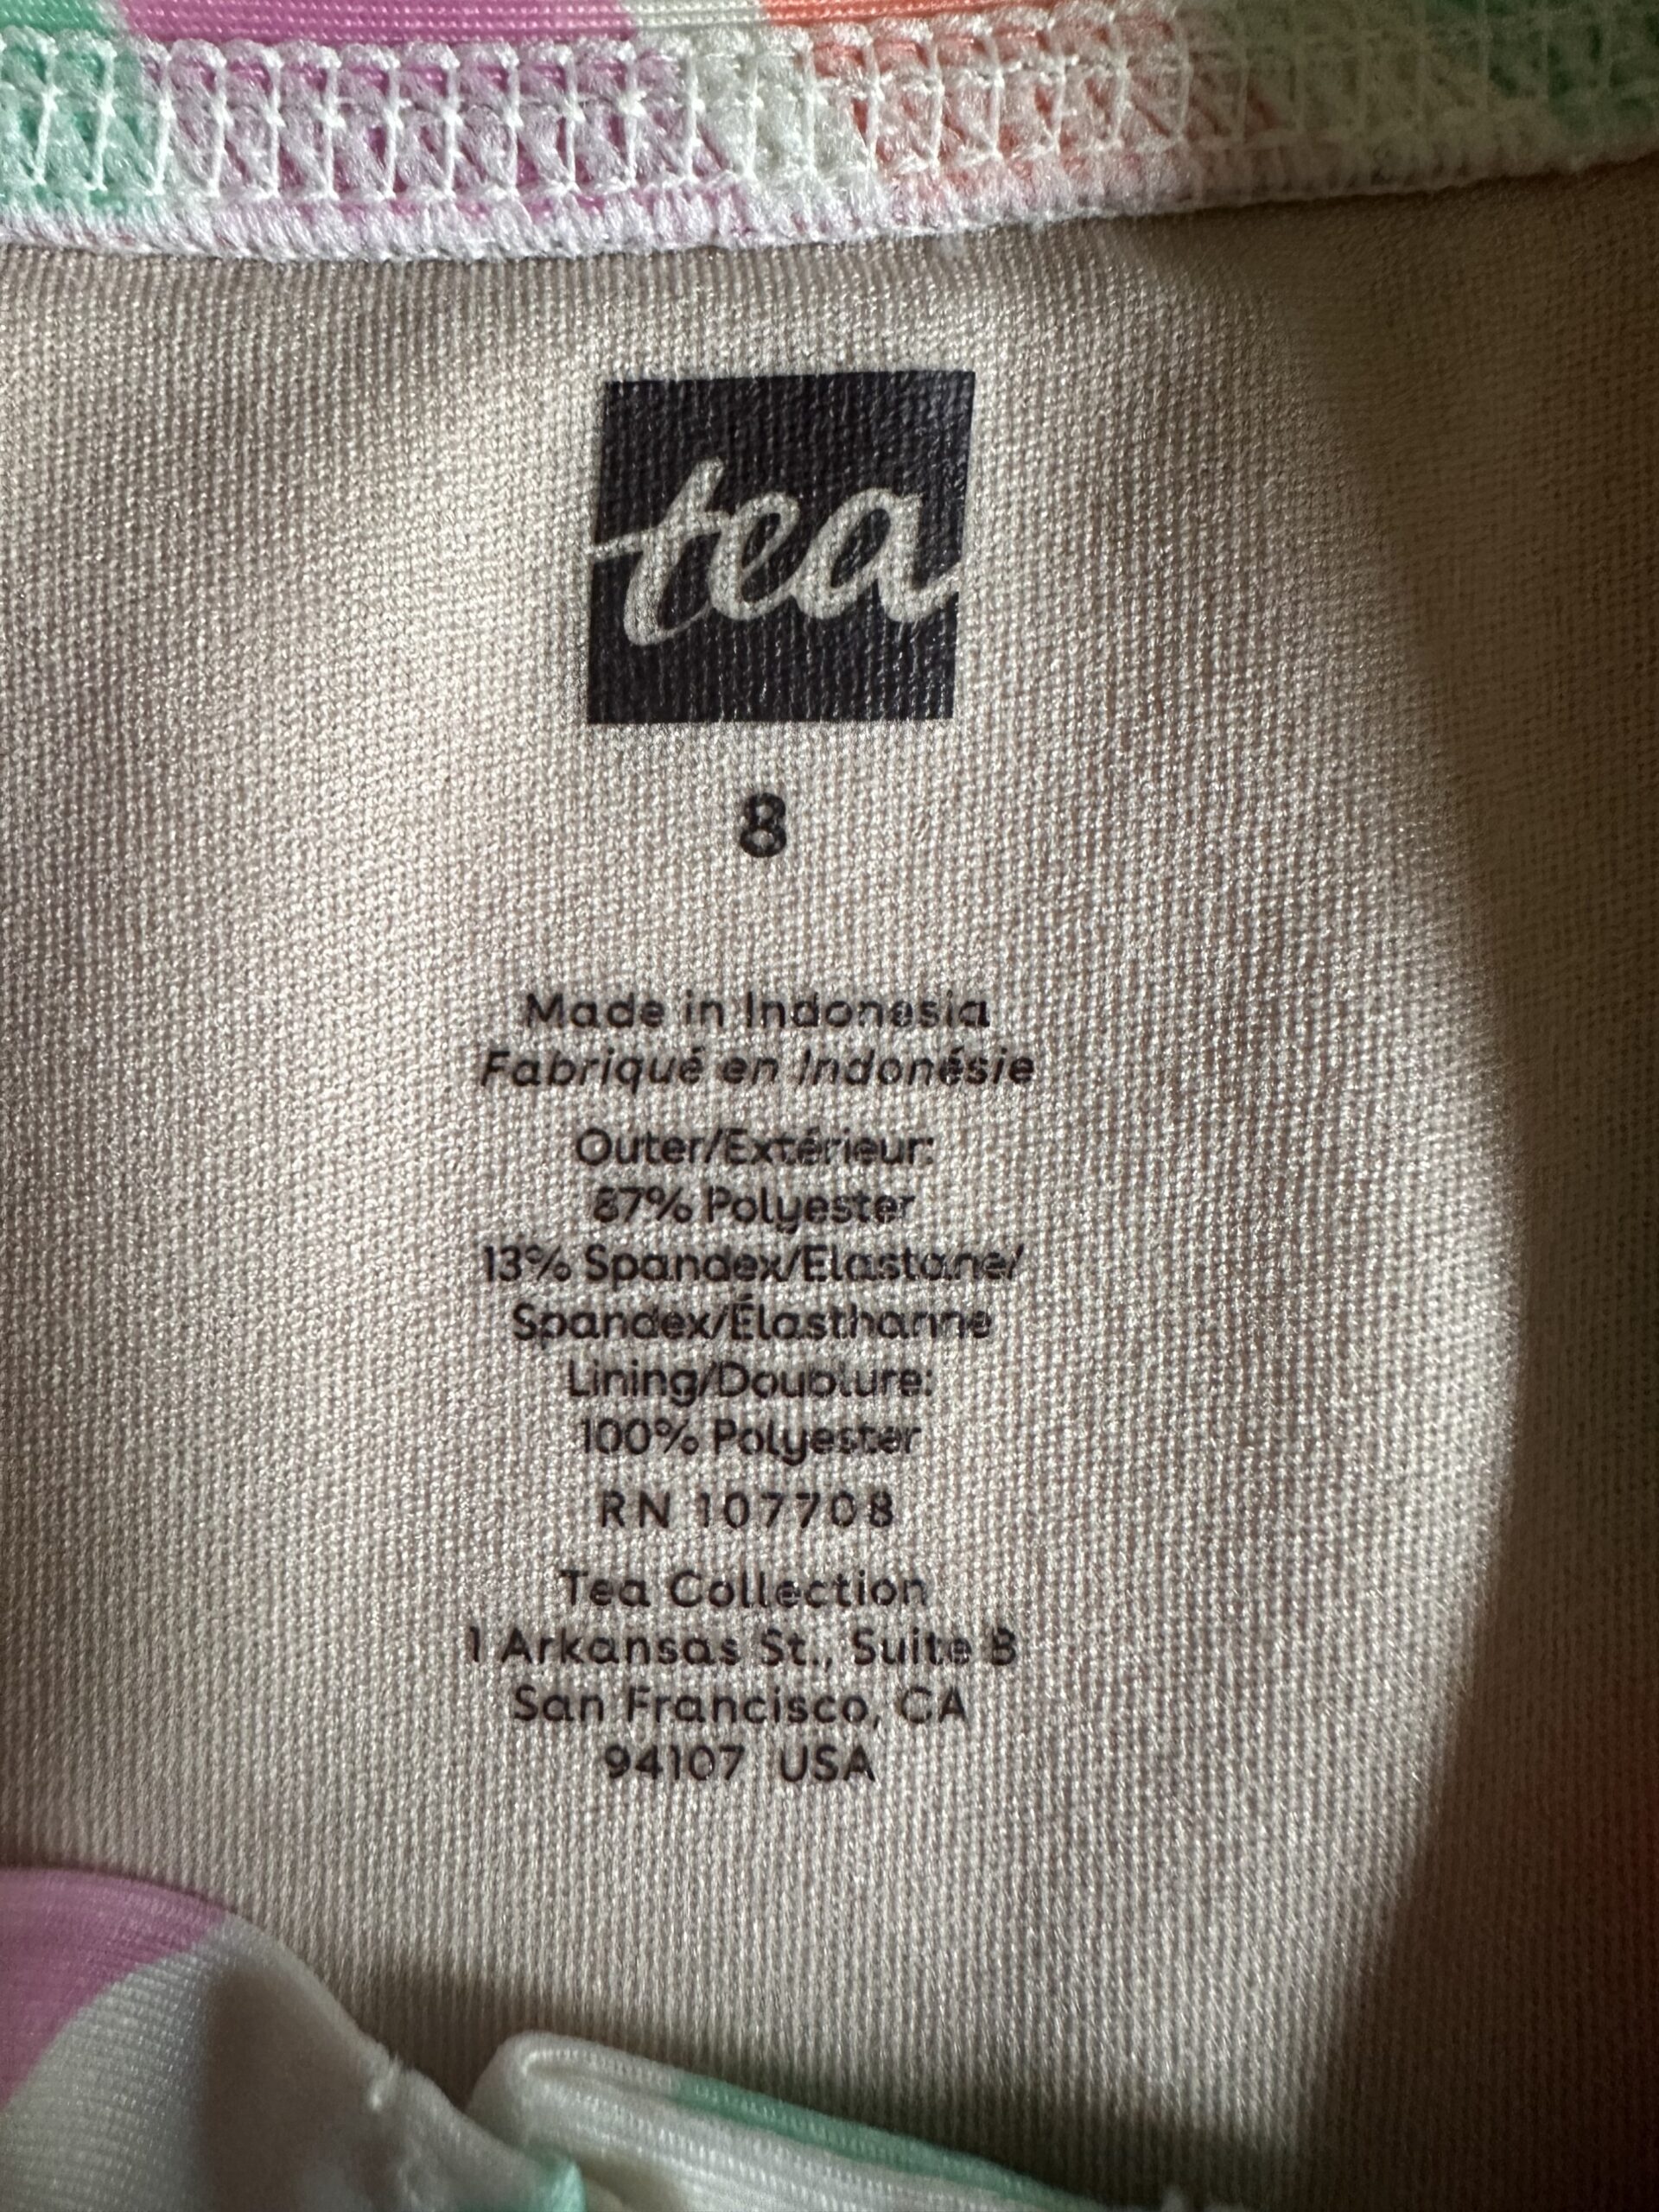 tea
8
Made in Indonesia
Fabriqué en Indonésie
Outer/Extérieur:
87% Polyester
13% Spandex/Elastane/
Spandex/Élasthanne
Lining/Doublure:
100% Polyester
RN 107708
Tea Collection
1 Arkansas St., Suite B
San Francisco, CA
94107 USA